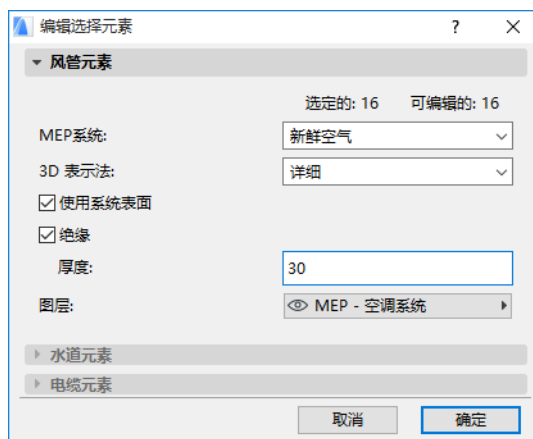 编辑选择元素 ?
风管元素
选定的: 16 可编辑的: 16
MEP系统: 新鲜空气
3D 表示法: 详细
使用系统表面
绝缘
厚度: 30
图层: MEP - 空调系统
水道元素
电缆元素
取消 确定